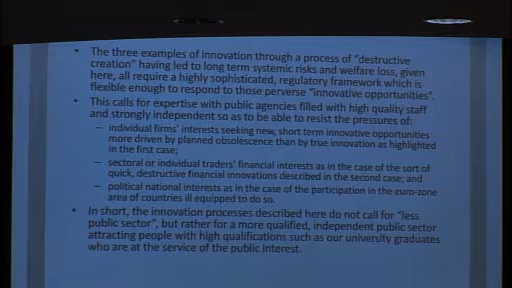 • The three examples of innovation through a process of "destructive
creation" having led to long term systemic risks and welfare loss, given
here, all require a highly sophisticated, regulatory framework which is
flexible enough to respond to those perverse "innovative opportunities".
• This calls for expertise with public agencies filled with high quality staff
and strongly independent so as to be able to resist the pressures of:
– individual firms' interests seeking new, short term innovative opportunities
more driven by planned obsolescence than by true innovation as highlighted
in the first case;
– sectoral or individual traders' financial interests as in the case of the sort of
quick, destructive financial innovations described in the second case; and
– political national interests as in the case of the participation in the euro-zone
area of countries ill equipped to do so.
• In short, the innovation processes described here do not call for "less
public sector", but rather for a more qualified, independent public sector
attracting people with high qualifications such as our university graduates
who are at the service of the public interest.